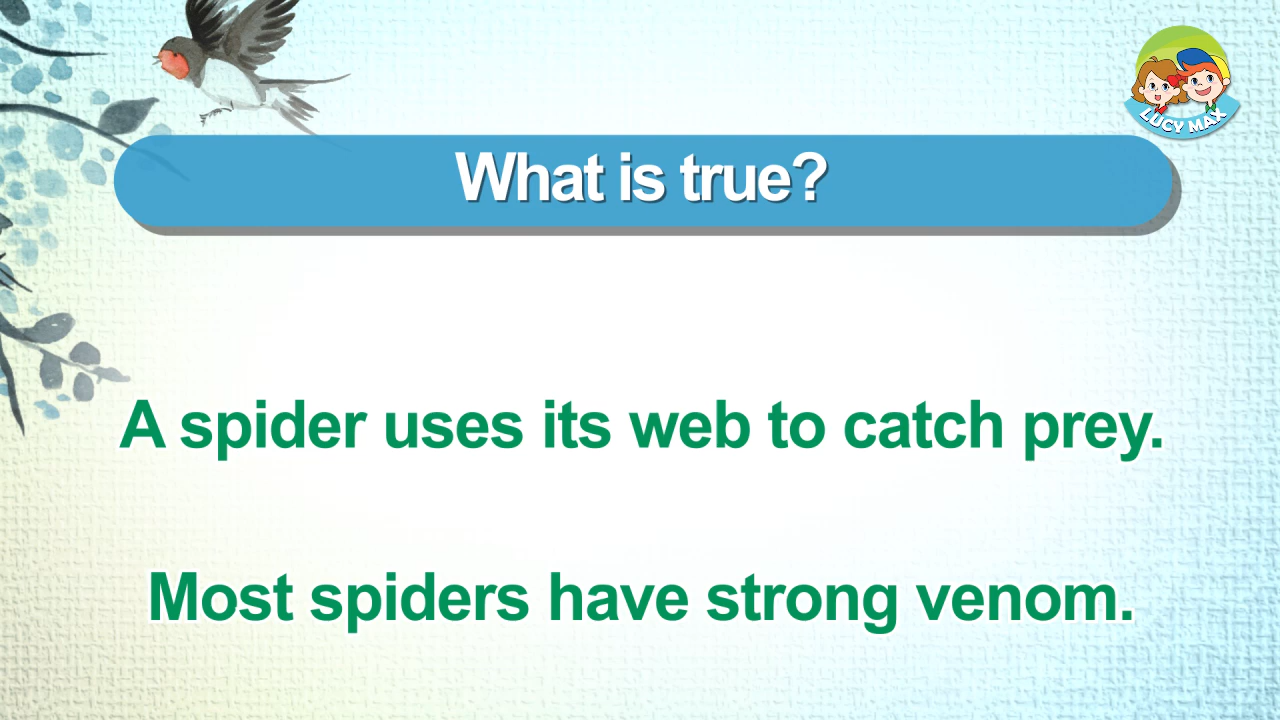 LUCY MAX
What is true?
A spider uses its web to catch prey.
Most spiders have strong venom.